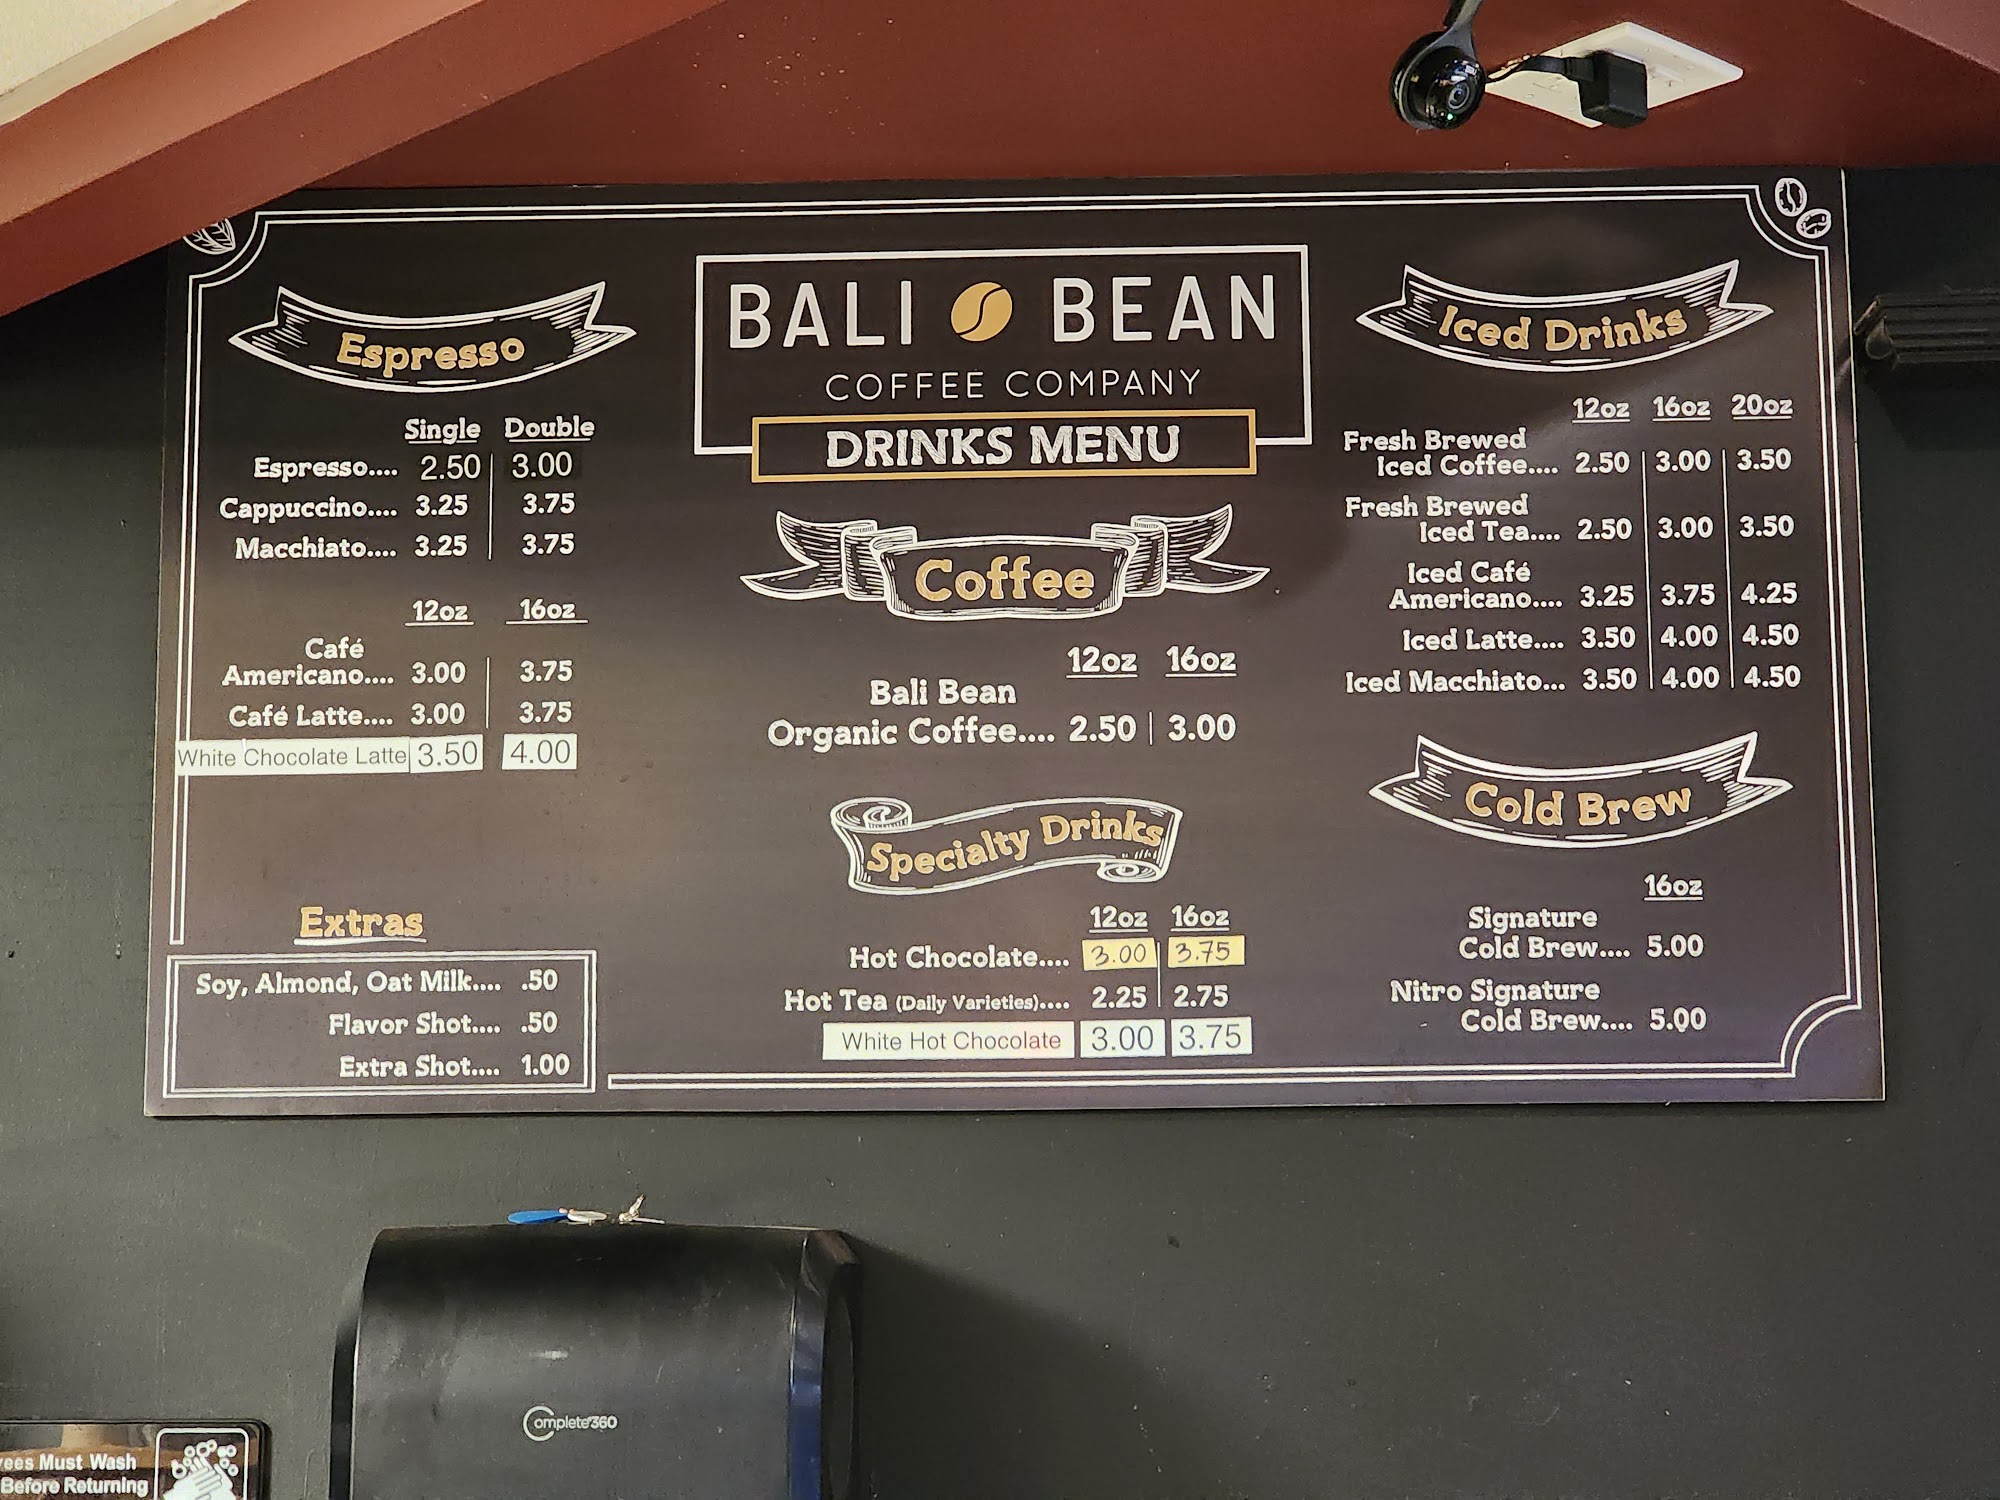 BALI BEAN
COFFEE COMPANY
DRINKS MENU
Espresso
Single Double
Espresso.... 2.50 3.00
Cappuccino.... 3.25 3.75
Macchiato.... 3.25 3.75
12oz 16oz
Café
Americano.... 3.00 3.75
Café Latte.... 3.00 3.75
White Chocolate Latte 3.50 4.00
Extras
Soy, Almond, Oat Milk.... .50
Flavor Shot.... .50
Extra Shot.... 1.00
Coffee
12oz 16oz
Bali Bean
Organic Coffee.... 2.50 3.00
Specialty Drinks
12oz 16oz
Hot Chocolate.... 3.00 3.75
Hot Tea (Daily Varieties).... 2.25 2.75
White Hot Chocolate 3.00 3.75
Iced Drinks
12oz 16oz 20oz
Fresh Brewed
Iced Coffee.... 2.50 3.00 3.50
Fresh Brewed
Iced Tea.... 2.50 3.00 3.50
Iced Café
Americano.... 3.25 3.75 4.25
Iced Latte.... 3.50 4.00 4.50
Iced Macchiato... 3.50 4.00 4.50
Cold Brew
16oz
Signature
Cold Brew.... 5.00
Nitro Signature
Cold Brew.... 5.00
Complete360
Must Wash
Before Returning